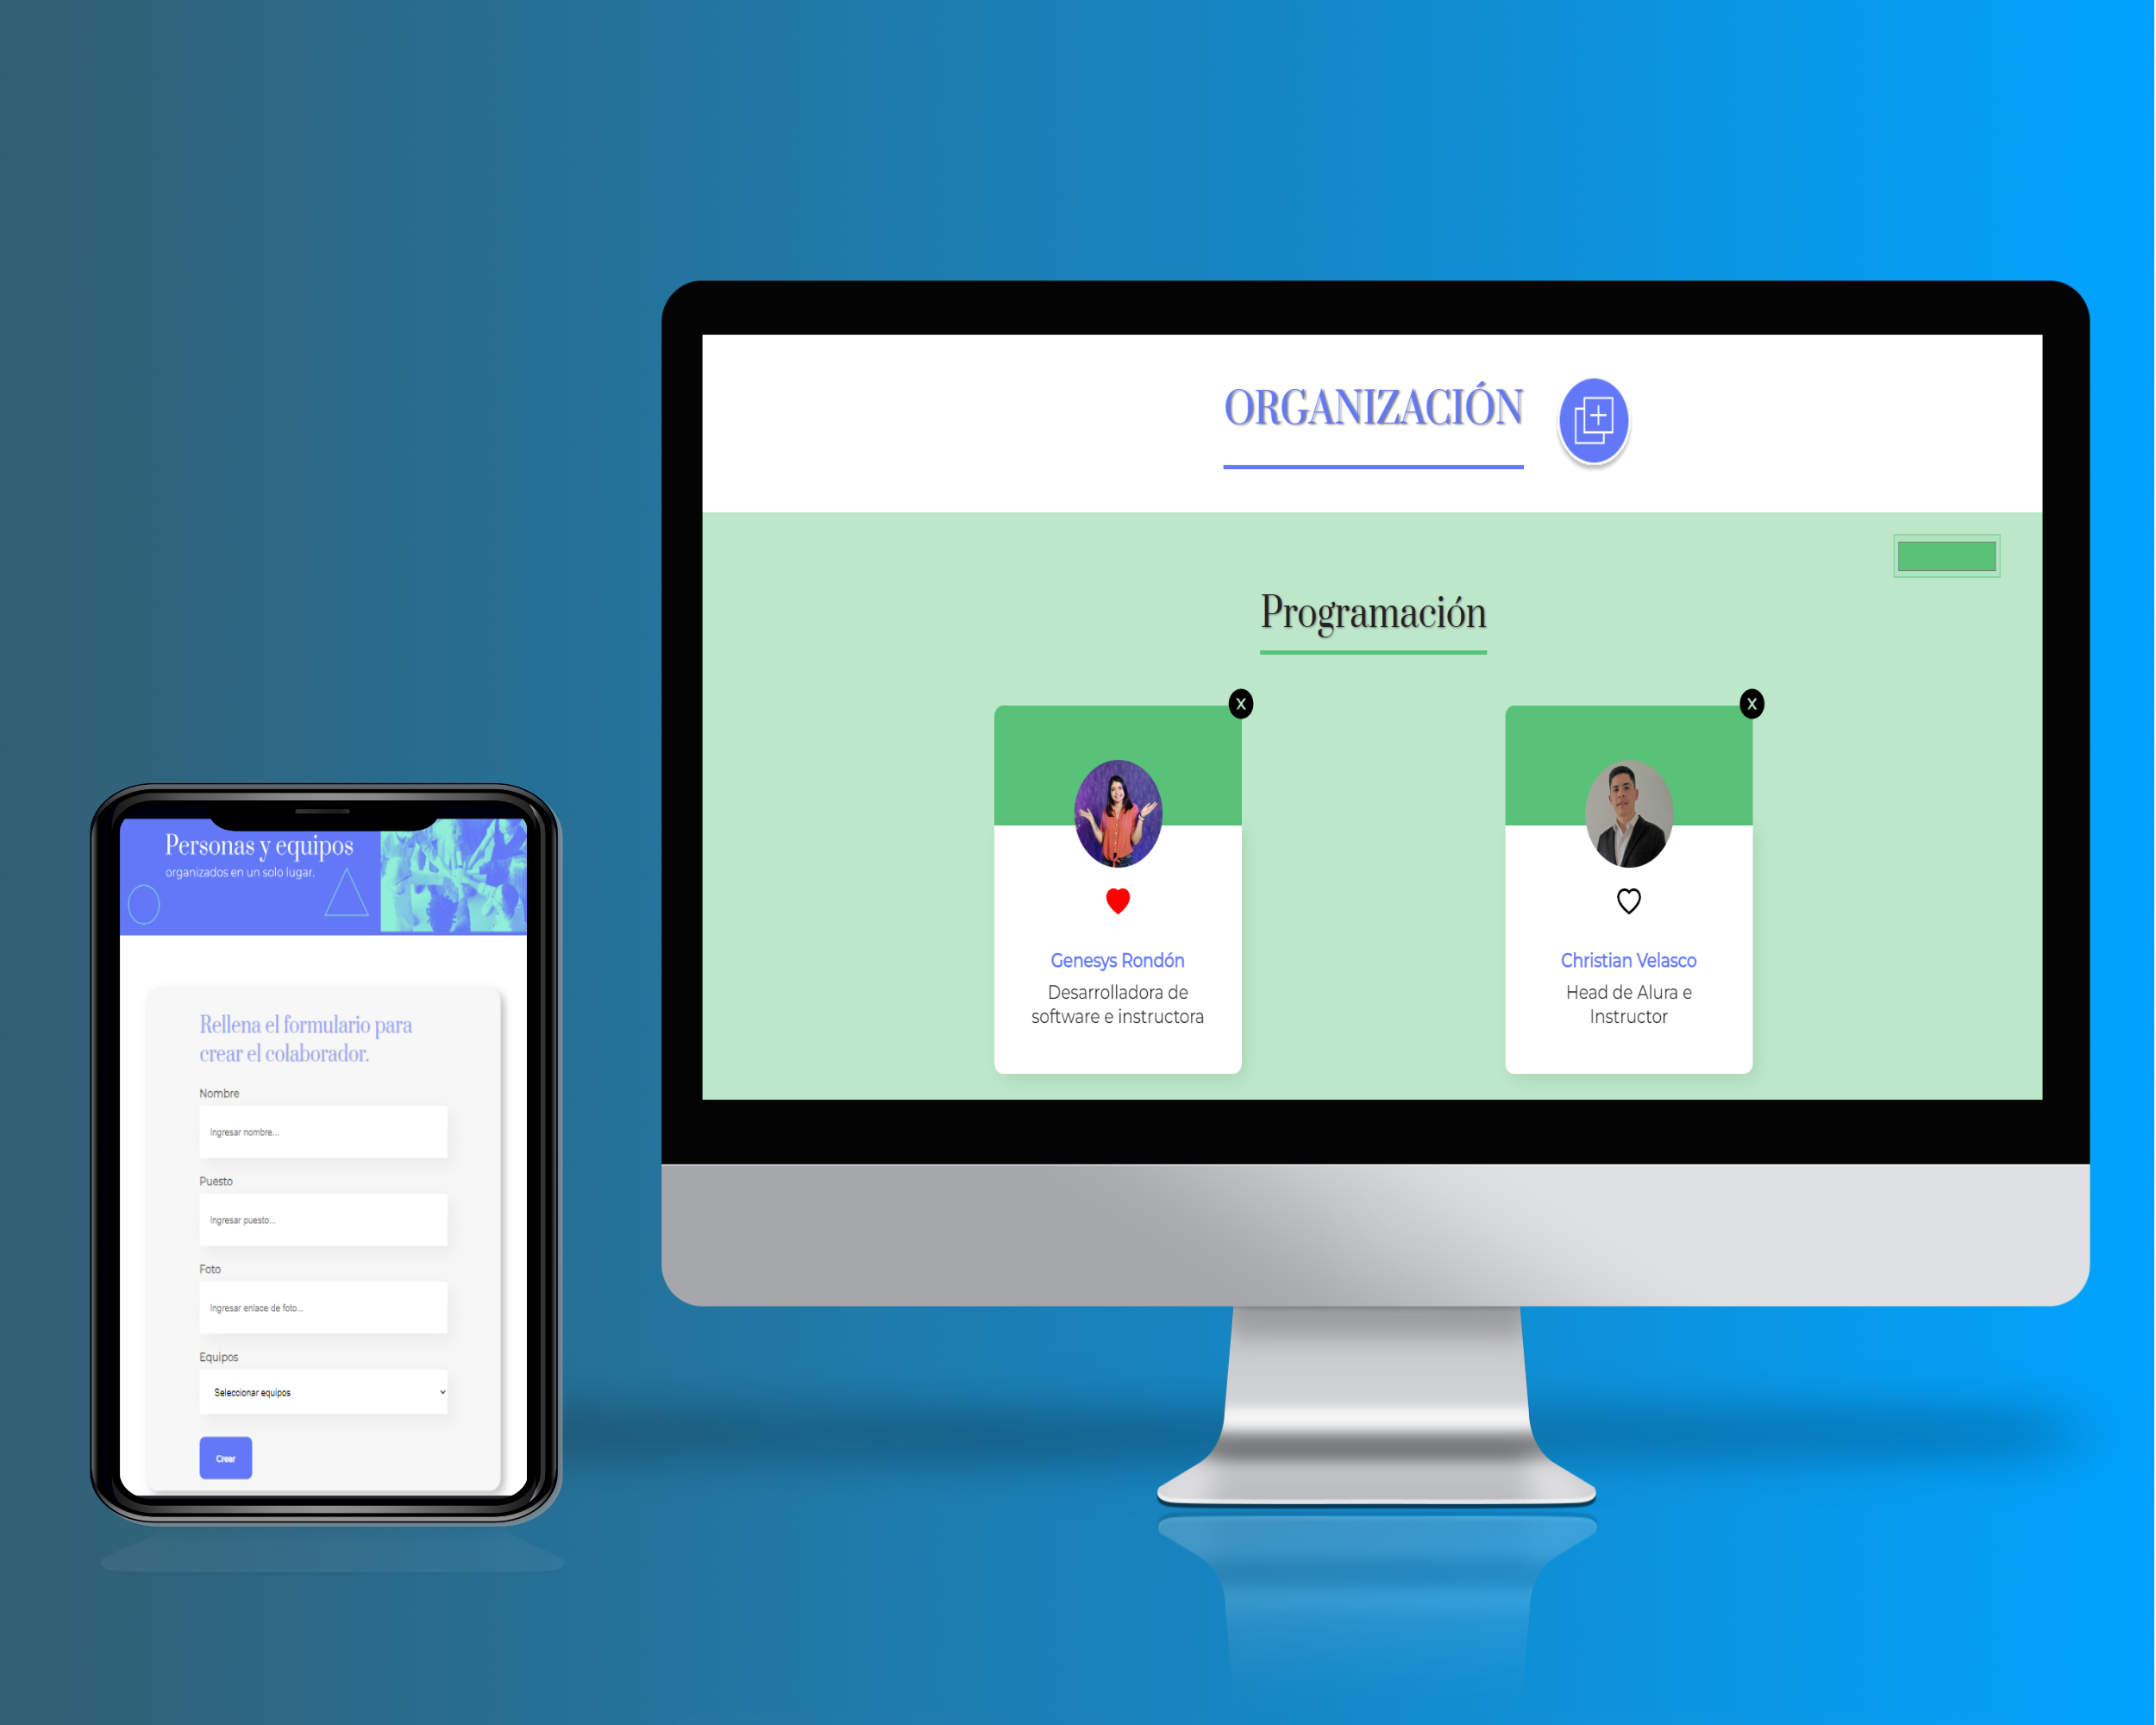 ORGANIZACIÓN
Programación
X
X
Genesys Rondón
Desarrolladora de
software e instructora
Christian Velasco
Head de Alura e
Instructor
Personas y equipos
organizados en un solo lugar.
Rellena el formulario para
crear el colaborador.
Nombre
Ingresar nombre...
Puesto
Ingresar puesto...
Foto
Ingresar enlace de foto...
Equipos
Seleccionar equipos
Crear